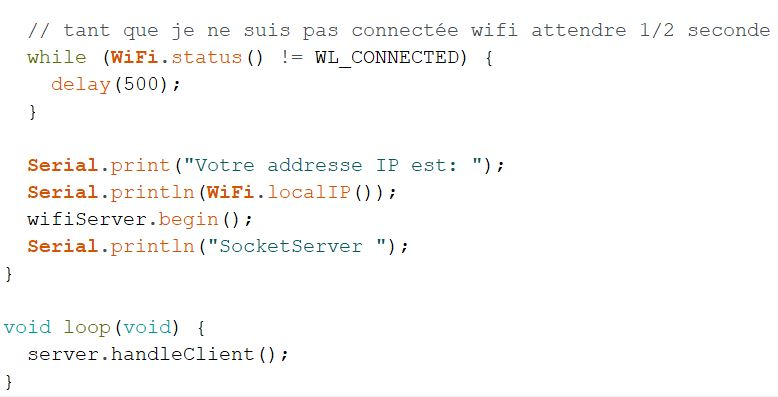 // tant que je ne suis pas connectée wifi attendre 1/2 seconde
while (WiFi.status() != WL_CONNECTED) {
delay(500);
}
Serial.print("Votre addresse IP est: ");
Serial.println(WiFi.localIP());
wifiServer.begin();
Serial.println("SocketServer ");
}
void loop(void) {
server.handleClient();
}